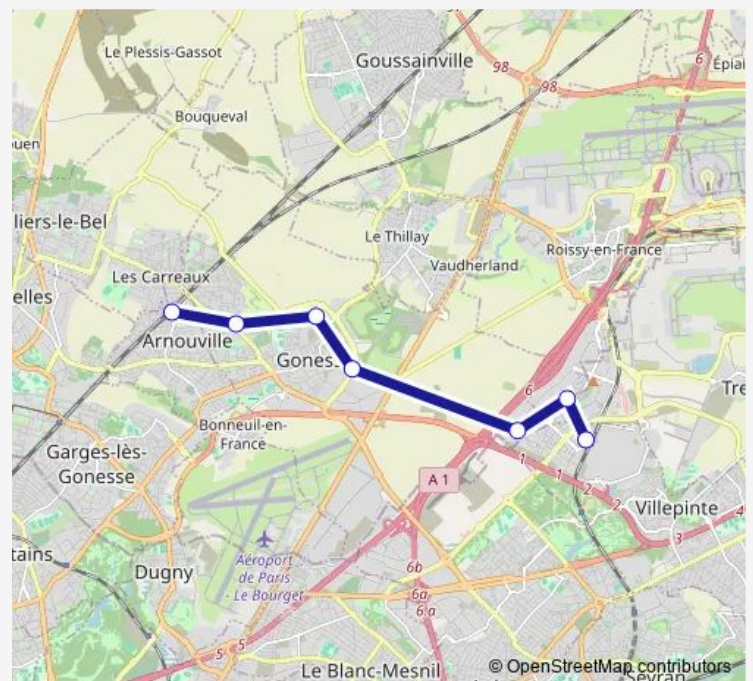 Le Plessis-Gassot
Goussainville
98
98
6
Épiai
Bouqueval
ouen
liers-le-Bel
Le Thillay
Roissy-en-France
Vaudherland
Les Carreaux
elles
Arnouville
Gones
Tre
6
Bonneuil-en-
France
Garges-lès-
Gonesse
A 1
1
1
2
2
Villepinte
3
4
tains
Aéroport
de Paris
- Le Bourget
Dugny
6b
6a
6.a
5
5
Le Blanc-Mesnil
© OpenStreetMap contributors
Sevran